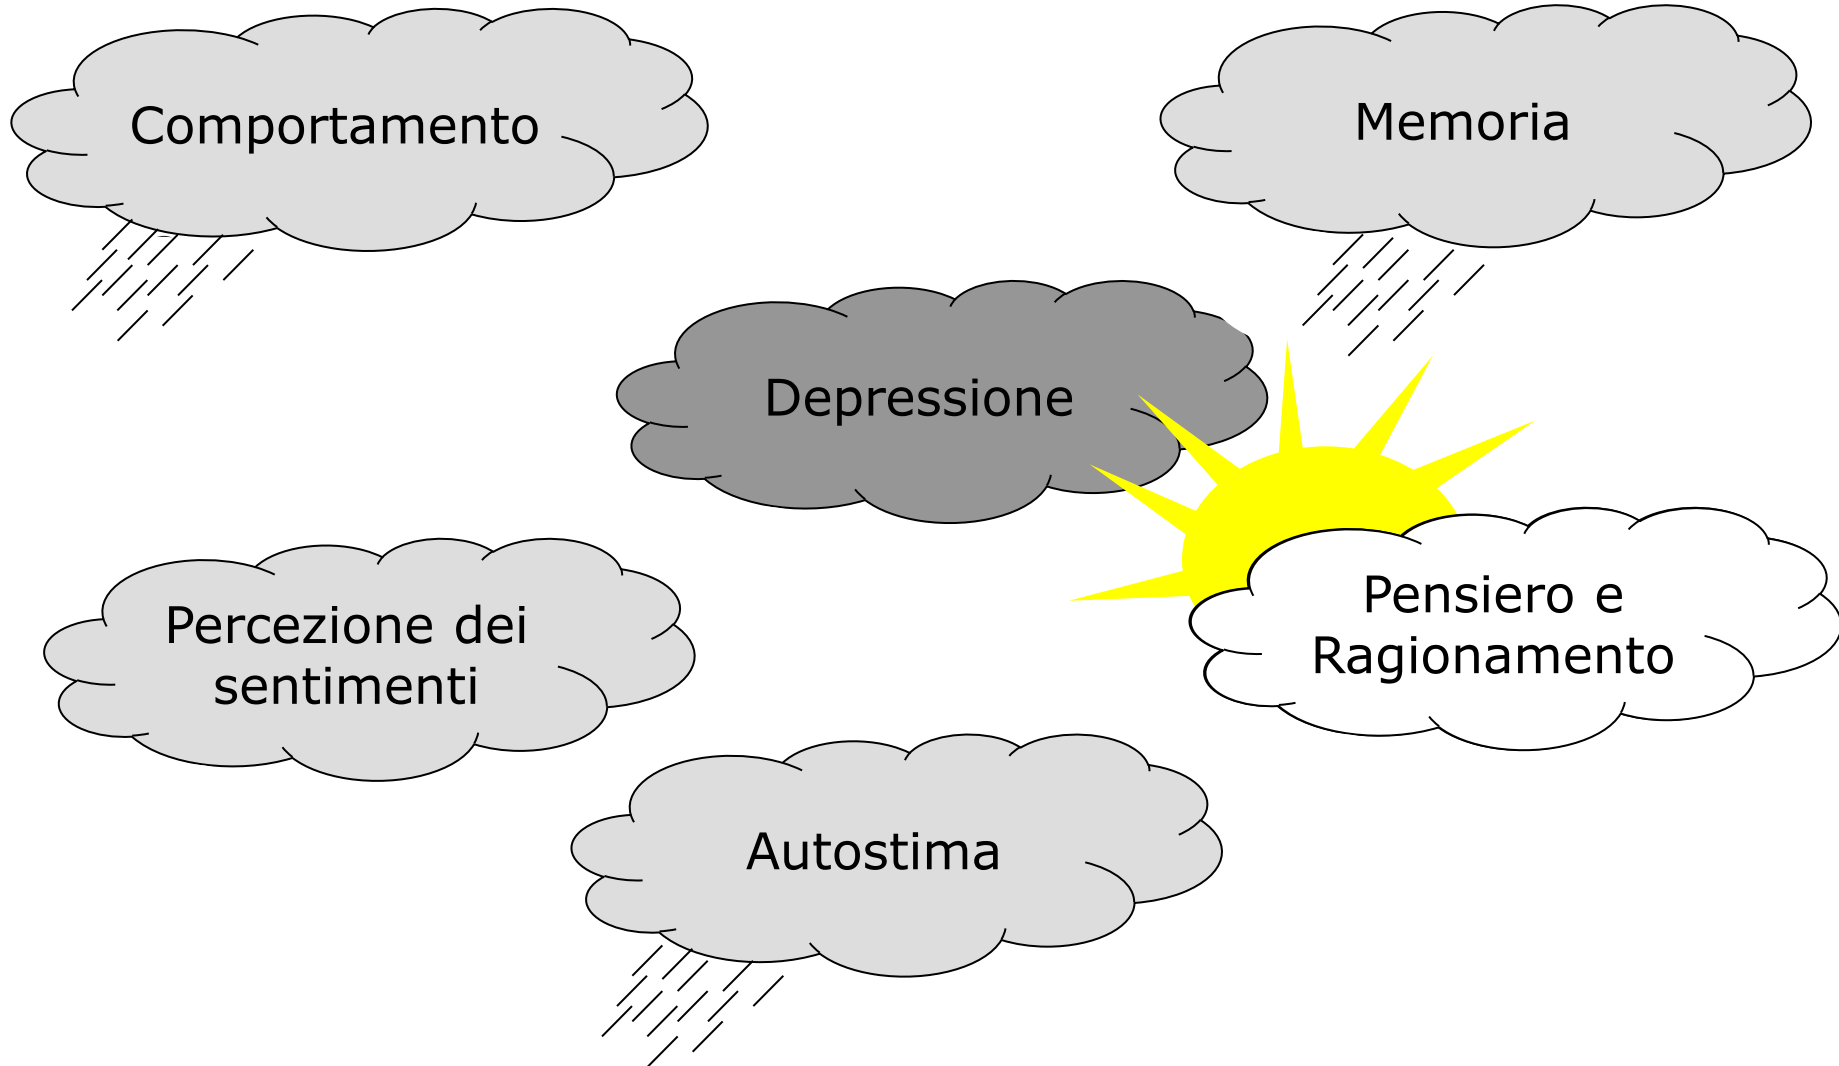 Comportamento
Memoria
Depressione
Percezione dei
sentimenti
Pensiero e
Ragionamento
Autostima